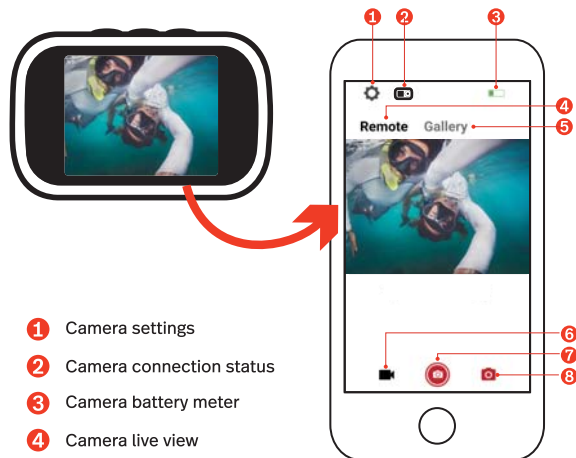 1 2 3
4
Remote Gallery 5
6
7
8
1 Camera settings
2 Camera connection status
3 Camera battery meter
4 Camera live view